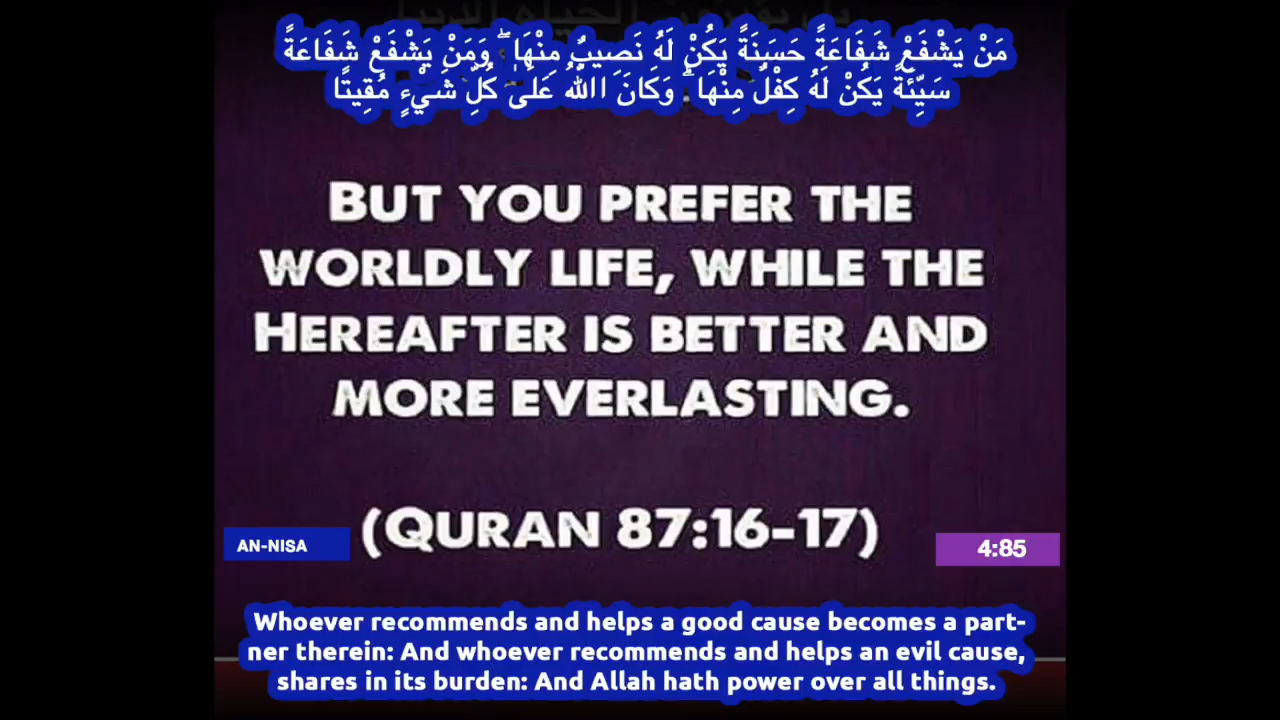 مَنْ يَشْفَعْ شَفَاعَةً حَسَنَةً يَكُنْ لَهُ نَصِيبٌ مِنْهَا ۖ وَمَنْ يَشْفَعْ شَفَاعَةً
سَيِّئَةً يَكُنْ لَهُ كِفْلٌ مِنْهَا ۗ وَكَانَ اللَّهُ عَلَىٰ كُلِّ شَيْءٍ مُقِيتًا
BUT YOU PREFER THE
WORLDLY LIFE, WHILE THE
HEREAFTER IS BETTER AND
MORE EVERLASTING.
(QURAN 87:16-17)
AN-NISA
4:85
Whoever recommends and helps a good cause becomes a part-
ner therein: And whoever recommends and helps an evil cause,
shares in its burden: And Allah hath power over all things.